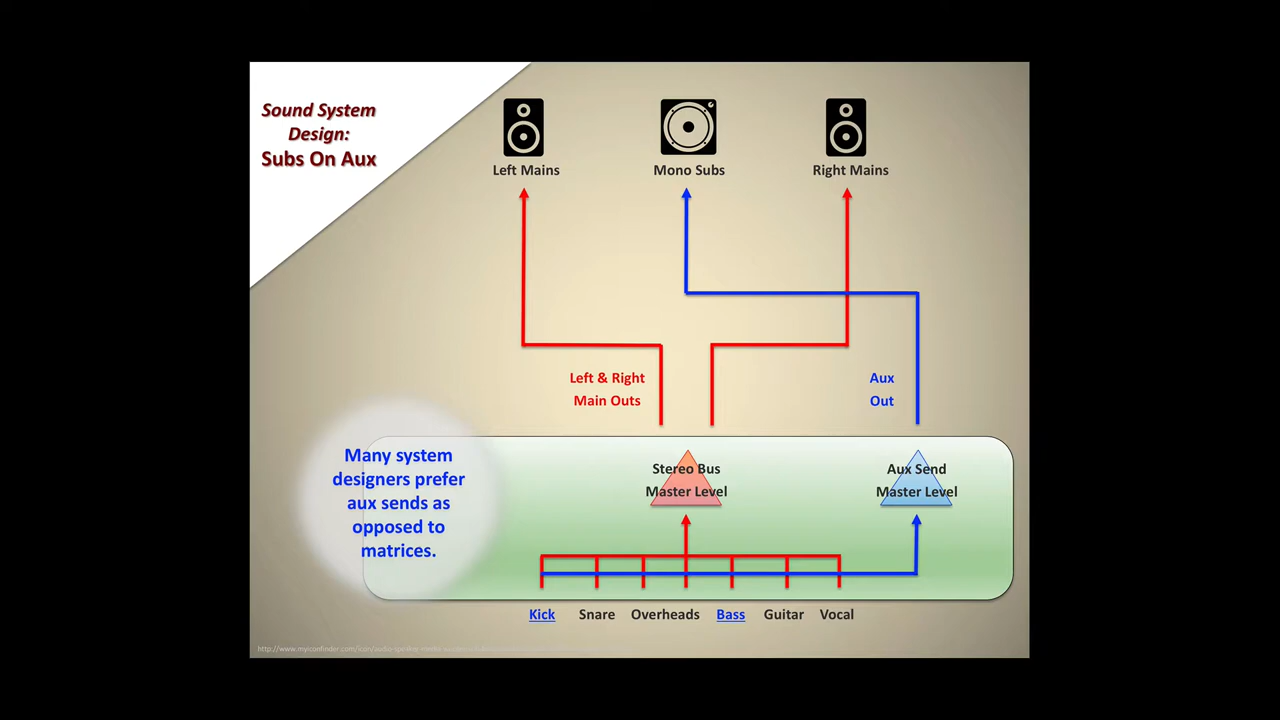 Sound System
Design:
Subs On Aux
Left Mains
Mono Subs
Right Mains
Left & Right
Main Outs
Aux
Out
Many system
designers prefer
aux sends as
opposed to
matrices.
Stereo Bus
Master Level
Aux Send
Master Level
Kick Snare Overheads Bass Guitar Vocal